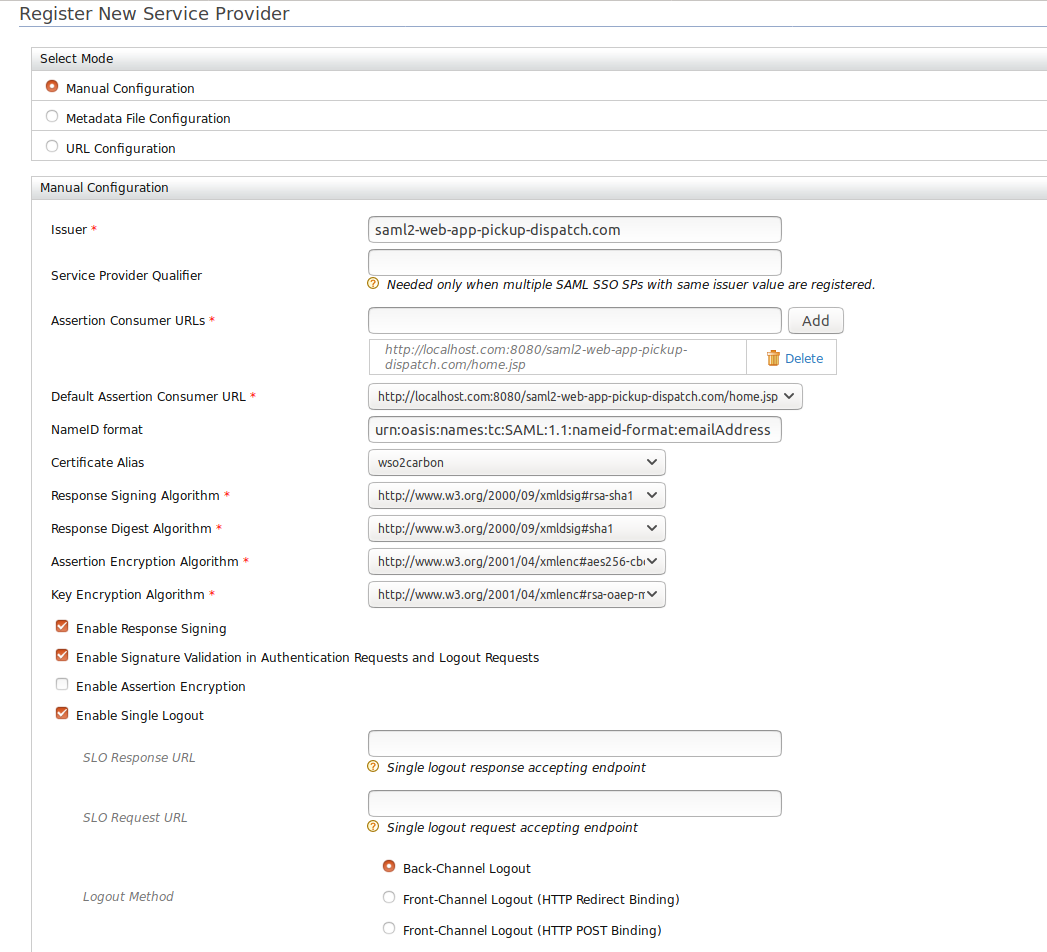 Register New Service Provider
Select Mode
Manual Configuration
Metadata File Configuration
URL Configuration
Manual Configuration
Issuer *
saml2-web-app-pickup-dispatch.com
Service Provider Qualifier
Needed only when multiple SAML SSO SPs with same issuer value are registered.
Assertion Consumer URLs *
Add
http://localhost.com:8080/saml2-web-app-pickup-
dispatch.com/home.jsp
Delete
Default Assertion Consumer URL *
http://localhost.com:8080/saml2-web-app-pickup-dispatch.com/home.jsp
NameID format
urn:oasis:names:tc:SAML:1.1:nameid-format:emailAddress
Certificate Alias
wso2carbon
Response Signing Algorithm *
http://www.w3.org/2000/09/xmldsig#rsa-sha1
Response Digest Algorithm *
http://www.w3.org/2000/09/xmldsig#sha1
Assertion Encryption Algorithm *
http://www.w3.org/2001/04/xmlenc#aes256-cb
Key Encryption Algorithm *
http://www.w3.org/2001/04/xmlenc#rsa-oaep-m
Enable Response Signing
Enable Signature Validation in Authentication Requests and Logout Requests
Enable Assertion Encryption
Enable Single Logout
SLO Response URL
Single logout response accepting endpoint
SLO Request URL
Single logout request accepting endpoint
Logout Method
Back-Channel Logout
Front-Channel Logout (HTTP Redirect Binding)
Front-Channel Logout (HTTP POST Binding)